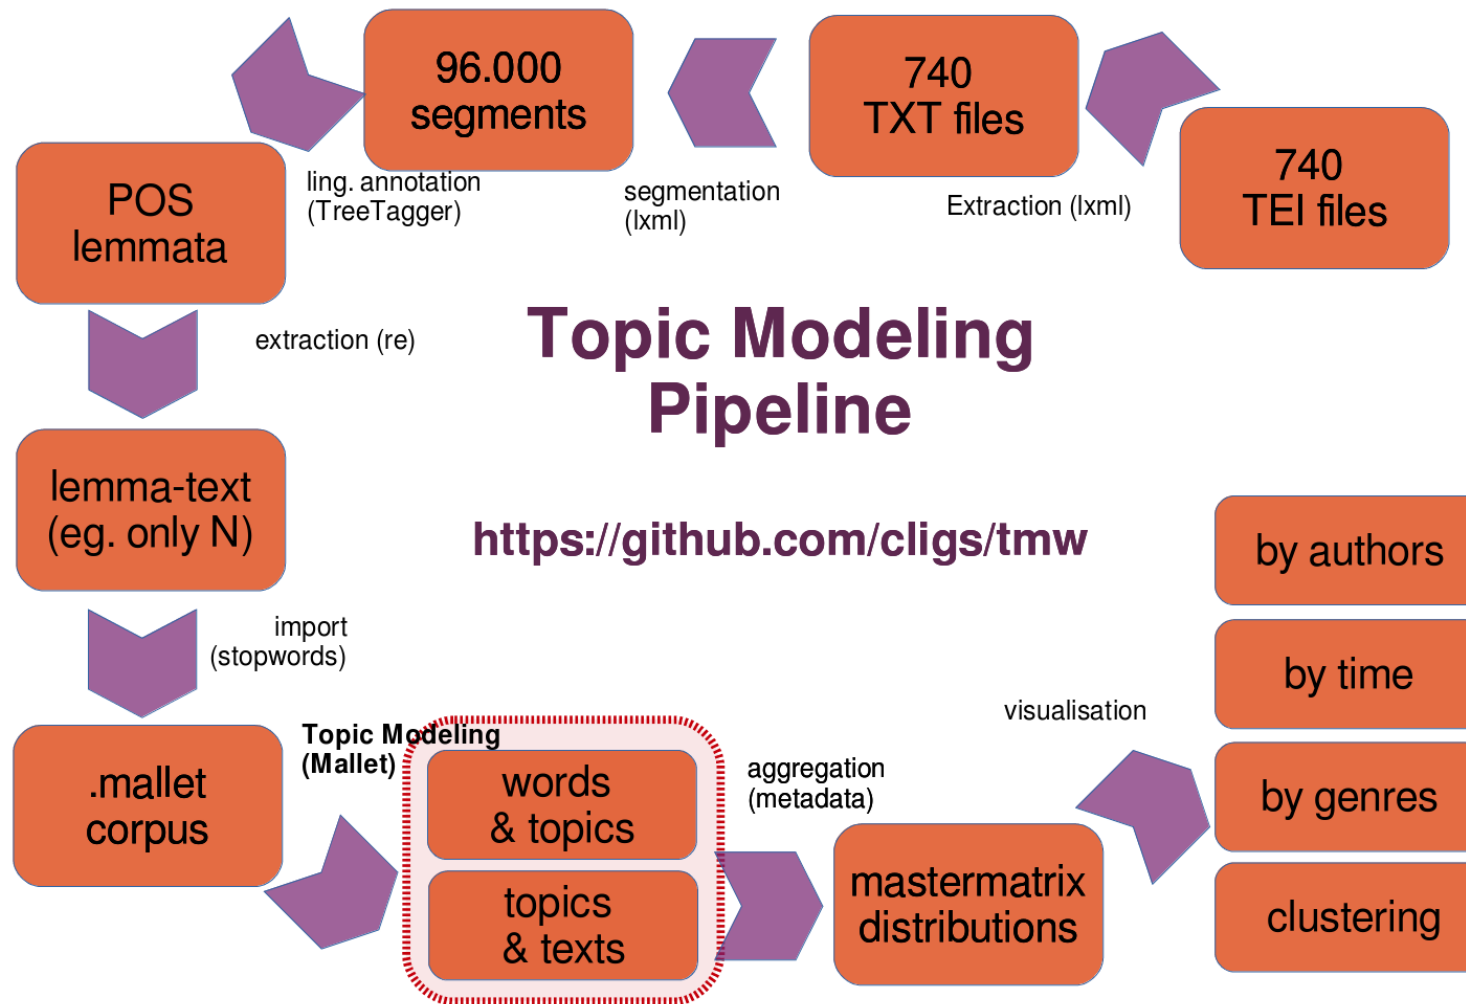 740
TEI files
Extraction (lxml)
740
TXT files
segmentation
(lxml)
96.000
segments
ling. annotation
(TreeTagger)
POS
lemmata
extraction (re)
Topic Modeling
Pipeline
https://github.com/cligs/tmw
lemma-text
(eg. only N)
import
(stopwords)
.mallet
corpus
Topic Modeling
(Mallet)
words
& topics
topics
& texts
aggregation
(metadata)
mastermatrix
distributions
visualisation
by authors
by time
by genres
clustering